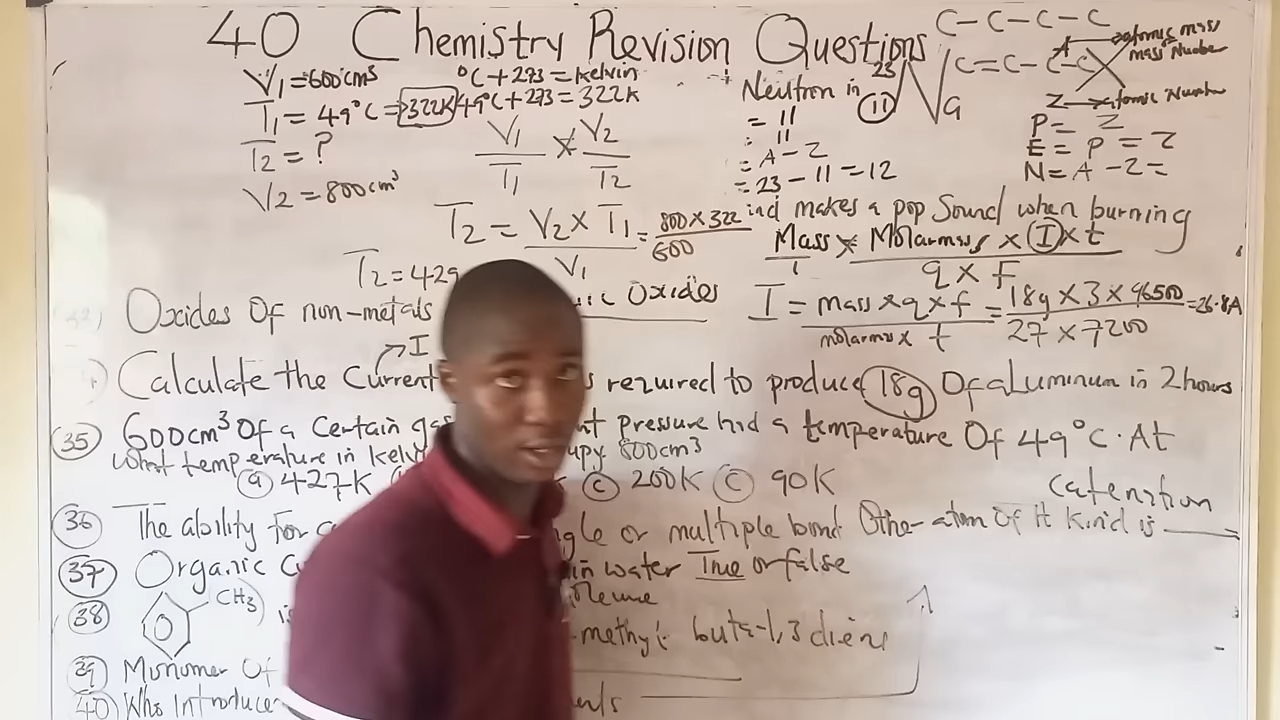 40 Chemistry Revision Questions
C-C-C-C-C
C=C-C-C
A → atomic mass
mass Number
Z → atomic Number
P= Z
E = P = Z
N= A - Z =
V1 = 600cm3
T1 = 49°C = 322K
T2 = ?
V2 = 800cm3
°C + 273 = Kelvin
49°C + 273 = 322K
V1/T1 × V2/T2
T2 = V2 × T1/V1 = 800 × 322/600
T2 = 429
Neutron in 23 11 Na
= 11
= 11
= A - Z
= 23 - 11 = 12
makes a pop Sound when burning
Mass/1 × Molarmass × I × t/q × F
I = mass × q × f/molarmass × t = 18g × 3 × 96500/27 × 7200 = 26.8A
Oxides Of non-metals Oxides
I
Calculate the Current required to produce 18g Of aluminum in 2 hours
35 600cm3 Of a Certain gas pressure had a temperature Of 49°C. At
what temperature in 800cm3
a 427K c 200K c 90K
catenation
36 The ability For single or multiple bond Other atom Of It Kind is
37 Organic in water True or false
38 CH3 is
methyl buta-1,3 diene
39 Monomer Of
40 Who Introduce